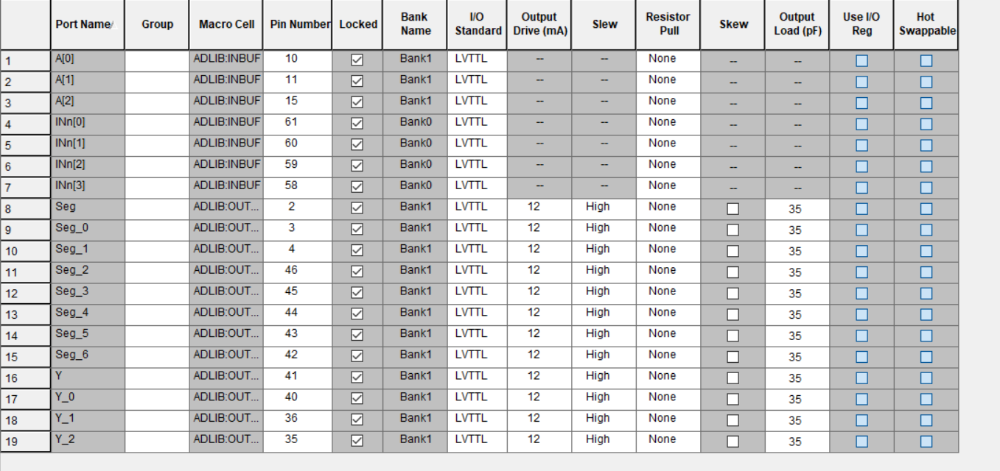 Port Name Group Macro Cell Pin Number Locked Bank Name I/O Standard Output Drive (mA) Slew Resistor Pull Skew Output Load (pF) Use I/O Reg Hot Swappable
1 A[0] ADLIB:INBUF 10 Bank1 LVTTL -- -- None -- --
2 A[1] ADLIB:INBUF 11 Bank1 LVTTL -- -- None -- --
3 A[2] ADLIB:INBUF 15 Bank1 LVTTL -- -- None -- --
4 INn[0] ADLIB:INBUF 61 Bank0 LVTTL -- -- None -- --
5 INn[1] ADLIB:INBUF 60 Bank0 LVTTL -- -- None -- --
6 INn[2] ADLIB:INBUF 59 Bank0 LVTTL -- -- None -- --
7 INn[3] ADLIB:INBUF 58 Bank0 LVTTL -- -- None -- --
8 Seg ADLIB:OUT... 2 Bank1 LVTTL 12 High None 35
9 Seg_0 ADLIB:OUT... 3 Bank1 LVTTL 12 High None 35
10 Seg_1 ADLIB:OUT... 4 Bank1 LVTTL 12 High None 35
11 Seg_2 ADLIB:OUT... 46 Bank1 LVTTL 12 High None 35
12 Seg_3 ADLIB:OUT... 45 Bank1 LVTTL 12 High None 35
13 Seg_4 ADLIB:OUT... 44 Bank1 LVTTL 12 High None 35
14 Seg_5 ADLIB:OUT... 43 Bank1 LVTTL 12 High None 35
15 Seg_6 ADLIB:OUT... 42 Bank1 LVTTL 12 High None 35
16 Y ADLIB:OUT... 41 Bank1 LVTTL 12 High None 35
17 Y_0 ADLIB:OUT... 40 Bank1 LVTTL 12 High None 35
18 Y_1 ADLIB:OUT... 36 Bank1 LVTTL 12 High None 35
19 Y_2 ADLIB:OUT... 35 Bank1 LVTTL 12 High None 35